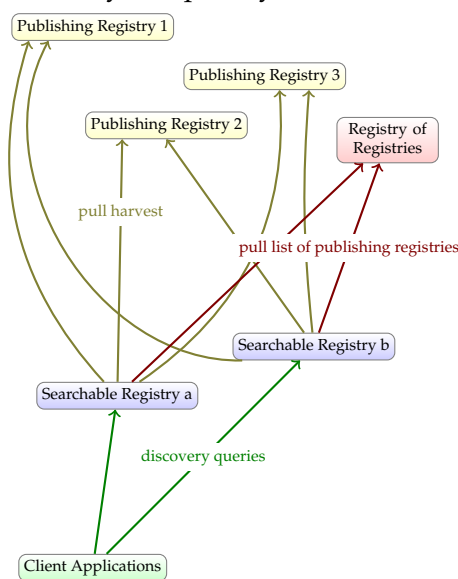 Publishing Registry 1
Publishing Registry 3
Publishing Registry 2
Registry of
Registries
pull harvest
pull list of publishing registries
Searchable Registry b
Searchable Registry a
discovery queries
Client Applications